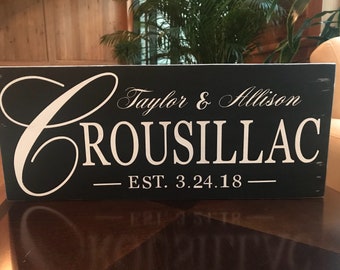 Taylor & Allison
CROUSILLAC
EST. 3.24.18